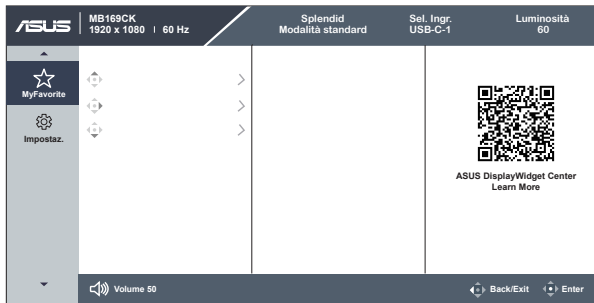 ASUS
MB169CK
1920 x 1080 | 60 Hz
Splendid
Modalità standard
Sel. Ingr.
USB-C-1
Luminosità
60
MyFavorite
Impostaz.
ASUS DisplayWidget Center
Learn More
Volume 50
Back/Exit
Enter